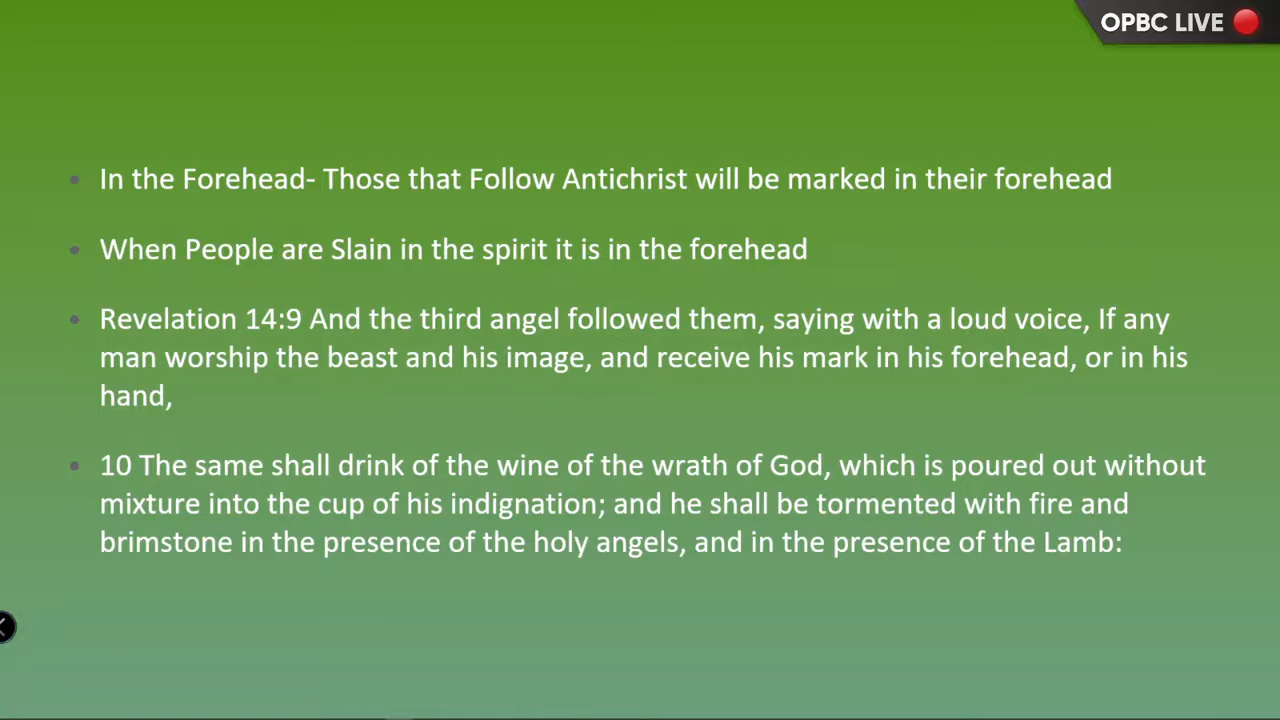 OPBC LIVE
• In the Forehead- Those that Follow Antichrist will be marked in their forehead
• When People are Slain in the spirit it is in the forehead
• Revelation 14:9 And the third angel followed them, saying with a loud voice, If any
man worship the beast and his image, and receive his mark in his forehead, or in his
hand,
• 10 The same shall drink of the wine of the wrath of God, which is poured out without
mixture into the cup of his indignation; and he shall be tormented with fire and
brimstone in the presence of the holy angels, and in the presence of the Lamb: